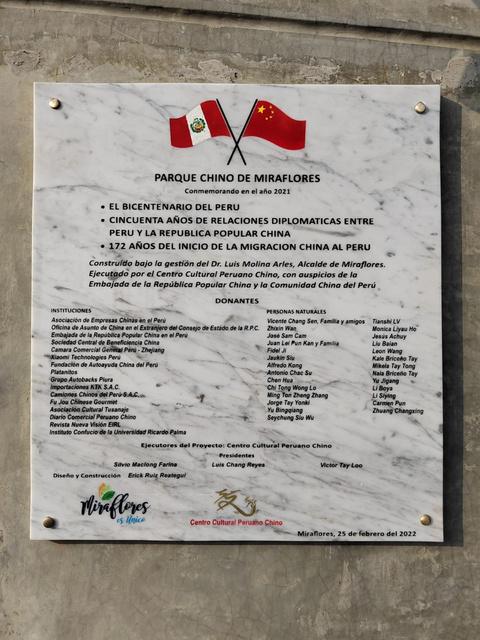 PARQUE CHINO DE MIRAFLORES
Conmemorando en el año 2021
• EL BICENTENARIO DEL PERU
• CINCUENTA AÑOS DE RELACIONES DIPLOMATICAS ENTRE
PERU Y LA REPUBLICA POPULAR CHINA
• 172 AÑOS DEL INICIO DE LA MIGRACION CHINA AL PERU
Construido bajo la gestión del Dr. Luis Molina Arles, Alcalde de Miraflores.
Ejecutado por el Centro Cultural Peruano Chino, con auspicios de la
Embajada de la República Popular China y la Comunidad China del Perú
DONANTES
INSTITUCIONES
Asociación de Empresas Chinas en el Perú
Oficina de Asunto de China en el Extranjero del Consejo de Estado de la R.P.C.
Embajada de la República Popular China en el Perú
Sociedad Central de Beneficiencia China
Camara Comercial General Perú - Zhejiang
Xiaomi Technologies Perú
Fundación de Autoayuda China del Perú
Platanitos
Grupo Autobacks Piura
Importaciones KTK S.A.C.
Camiones Chinos del Perú S.A.C.
Fu Jou Chinese Gourmet
Asociación Cultural Tusanaje
Diario Comercial Peruano Chino
Revista Nueva Visión EIRL
Instituto Confucio de la Universidad Ricardo Palma
PERSONAS NATURALES
Vicente Chang Sen, Familia y amigos
Zhixin Wan
José Sam Cam
Juan Lei Pun Kan y Familia
Fidel Ji
Jaukin Siu
Alfredo Kong
Antonio Chac Su
Chen Hua
Chi Tong Wong Lo
Ming Ton Zheng Zhang
Jorge Tay Yonki
Yu Bingqiang
Seychung Siu Wu
Tianshi LV
Monica Liyau Ho
Jesús Achuy
Liu Baian
Leon Wang
Kale Briceño Tay
Mikela Tay Tong
Naia Briceño Tay
Yu Jigang
Li Boya
Li Siying
Carmen Pun
Zhuang Changxing
Ejecutores del Proyecto: Centro Cultural Peruano Chino
Presidentes
Silvio Maclong Farina Luis Chang Reyes Victor Tay Loo
Diseño y Construcción Erick Ruiz Reategui
Miraflores
es Único
Centro Cultural Peruano Chino
Miraflores, 25 de febrero del 2022